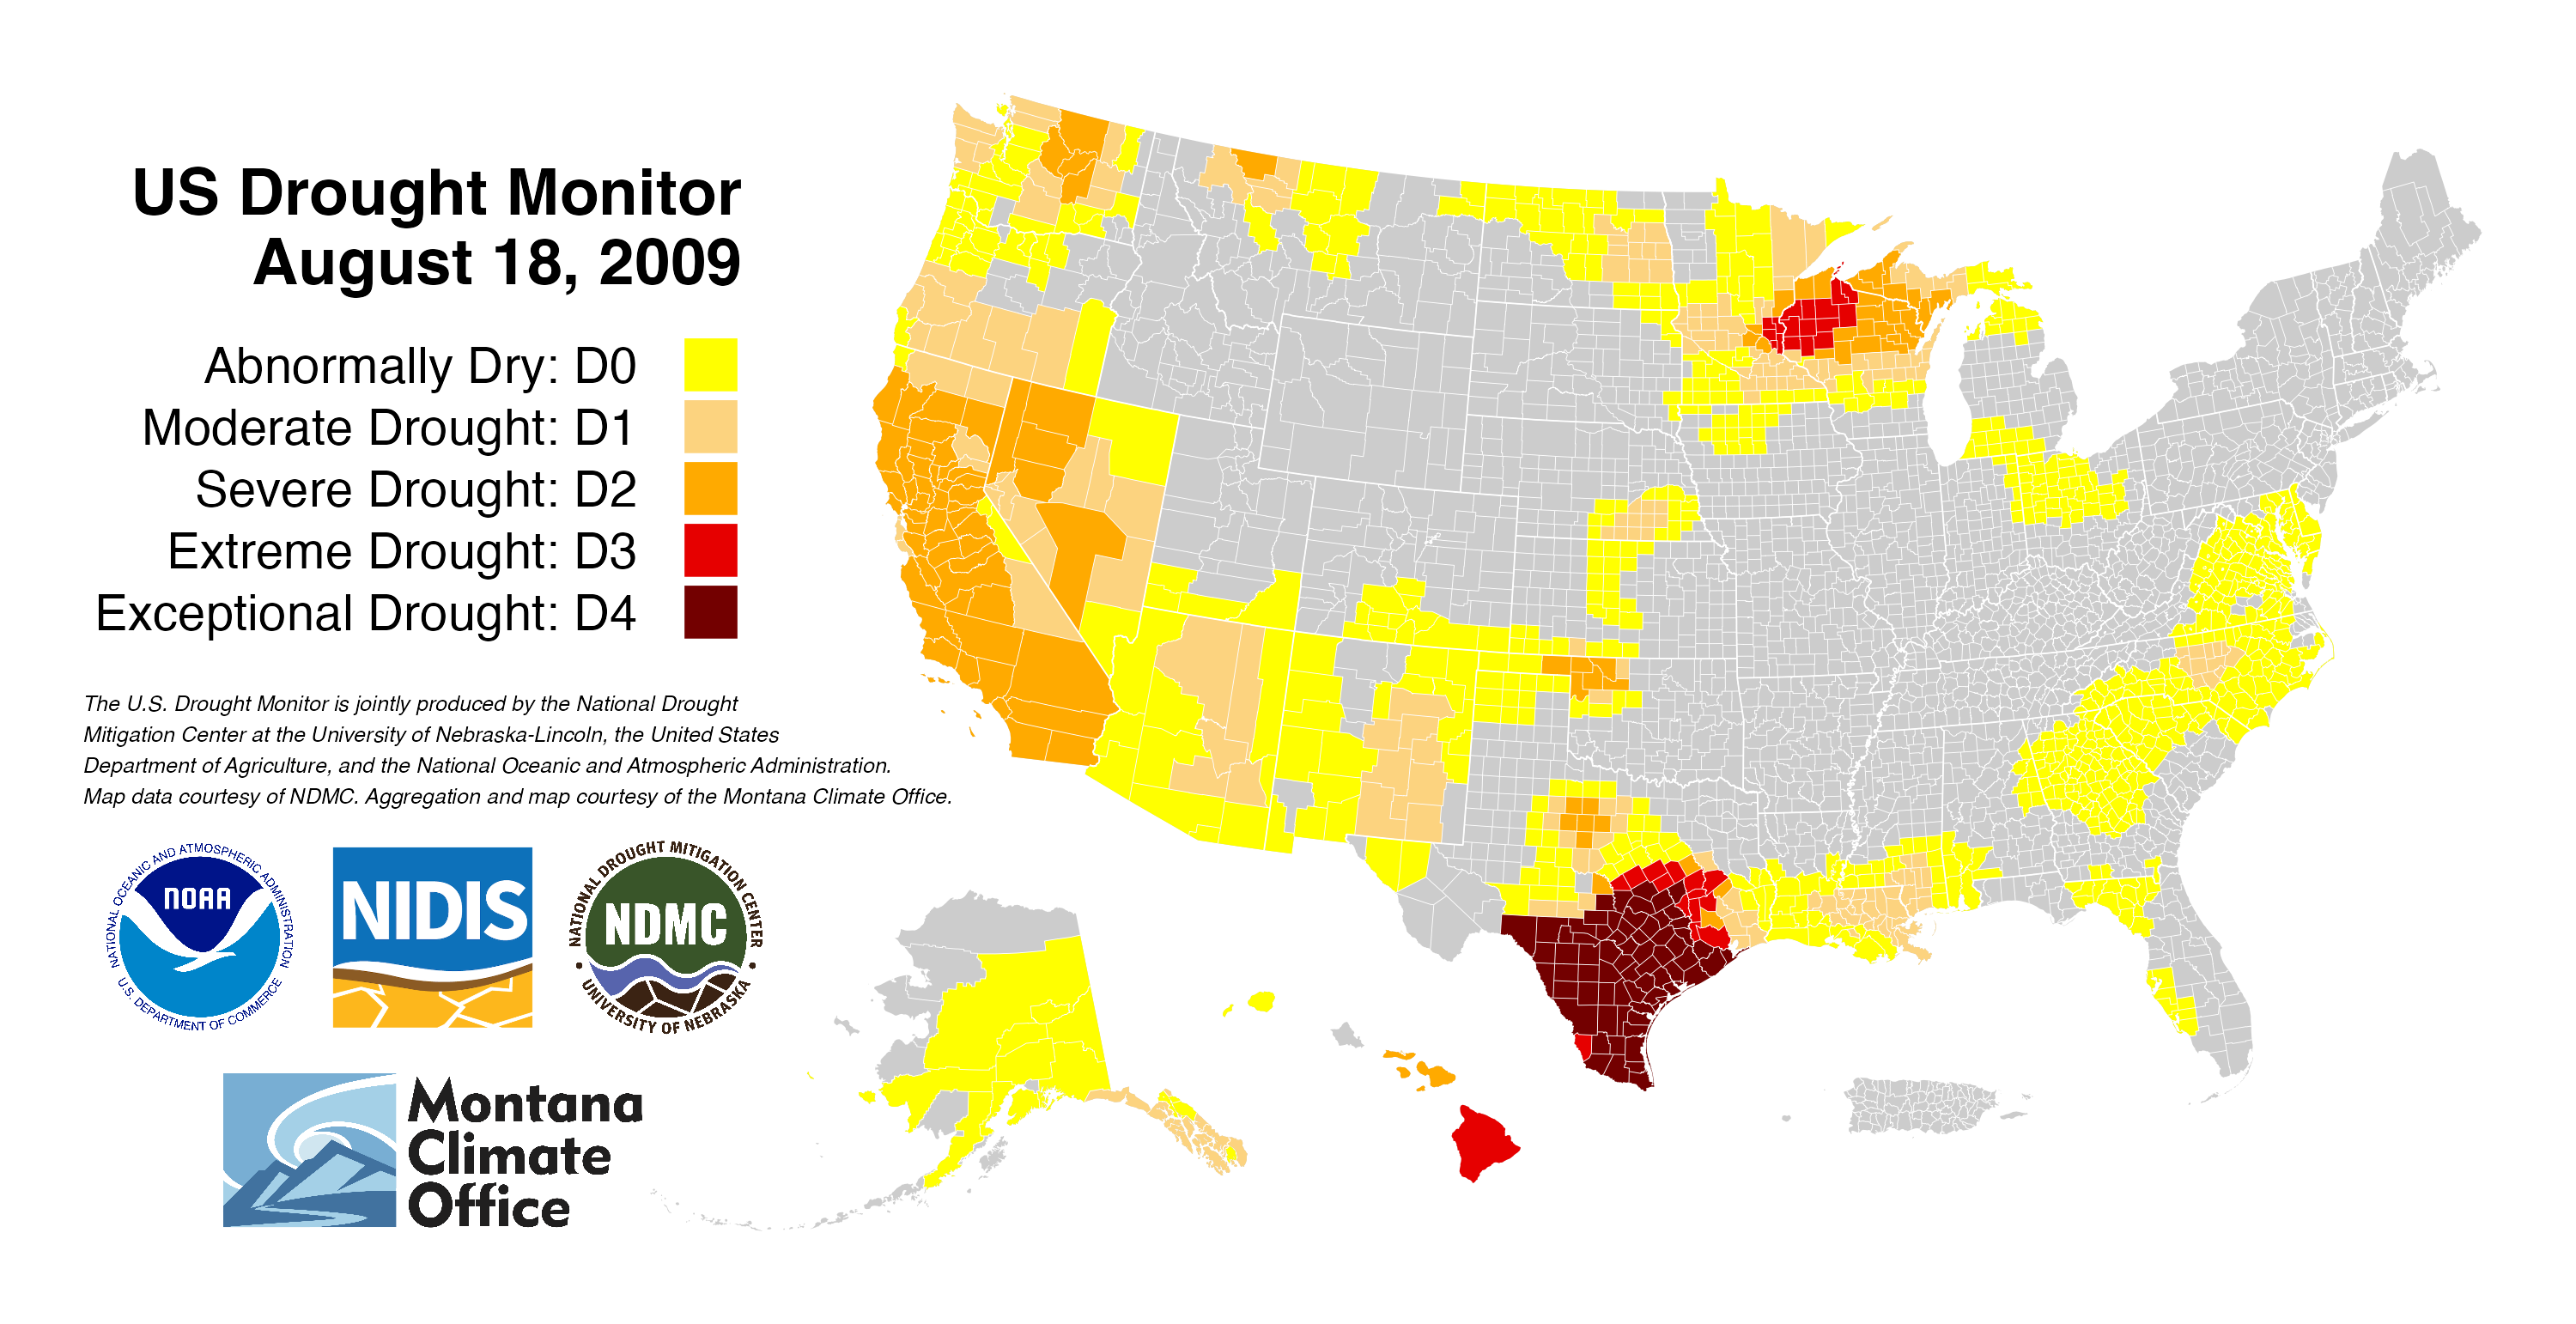 US Drought Monitor
August 18, 2009
Abnormally Dry: D0
Moderate Drought: D1
Severe Drought: D2
Extreme Drought: D3
Exceptional Drought: D4
The U.S. Drought Monitor is jointly produced by the National Drought
Mitigation Center at the University of Nebraska-Lincoln, the United States
Department of Agriculture, and the National Oceanic and Atmospheric Administration.
Map data courtesy of NDMC. Aggregation and map courtesy of the Montana Climate Office.
NATIONAL OCEANIC AND ATMOSPHERIC ADMINISTRATION
NOAA
U.S. DEPARTMENT OF COMMERCE
NIDIS
NATIONAL DROUGHT MITIGATION CENTER
NDMC
UNIVERSITY OF NEBRASKA
Montana
Climate
Office